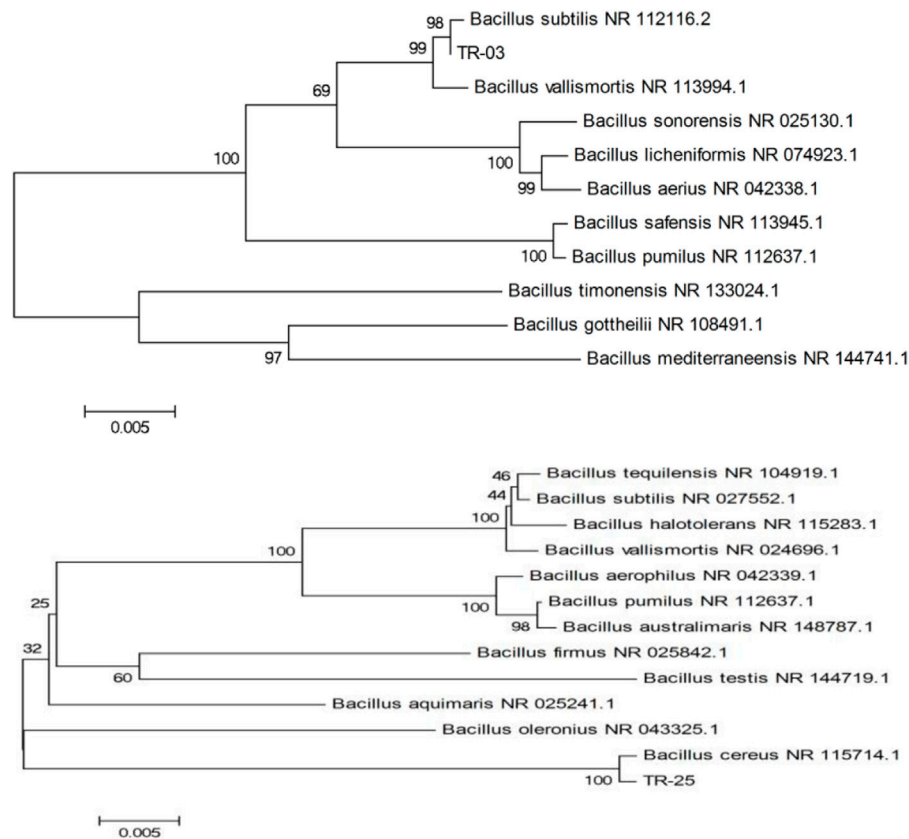 98
Bacillus subtilis NR 112116.2
TR-03
99
Bacillus vallismortis NR 113994.1
69
Bacillus sonorensis NR 025130.1
100
Bacillus licheniformis NR 074923.1
99
Bacillus aerius NR 042338.1
100
Bacillus safensis NR 113945.1
100
Bacillus pumilus NR 112637.1
Bacillus timonensis NR 133024.1
Bacillus gottheilii NR 108491.1
97
Bacillus mediterraneensis NR 144741.1
0.005
46
Bacillus tequilensis NR 104919.1
44
Bacillus subtilis NR 027552.1
100
Bacillus halotolerans NR 115283.1
Bacillus vallismortis NR 024696.1
100
Bacillus aerophilus NR 042339.1
100
Bacillus pumilus NR 112637.1
98
Bacillus australimaris NR 148787.1
25
Bacillus firmus NR 025842.1
60
Bacillus testis NR 144719.1
32
Bacillus aquimaris NR 025241.1
Bacillus oleronius NR 043325.1
Bacillus cereus NR 115714.1
100
TR-25
0.005